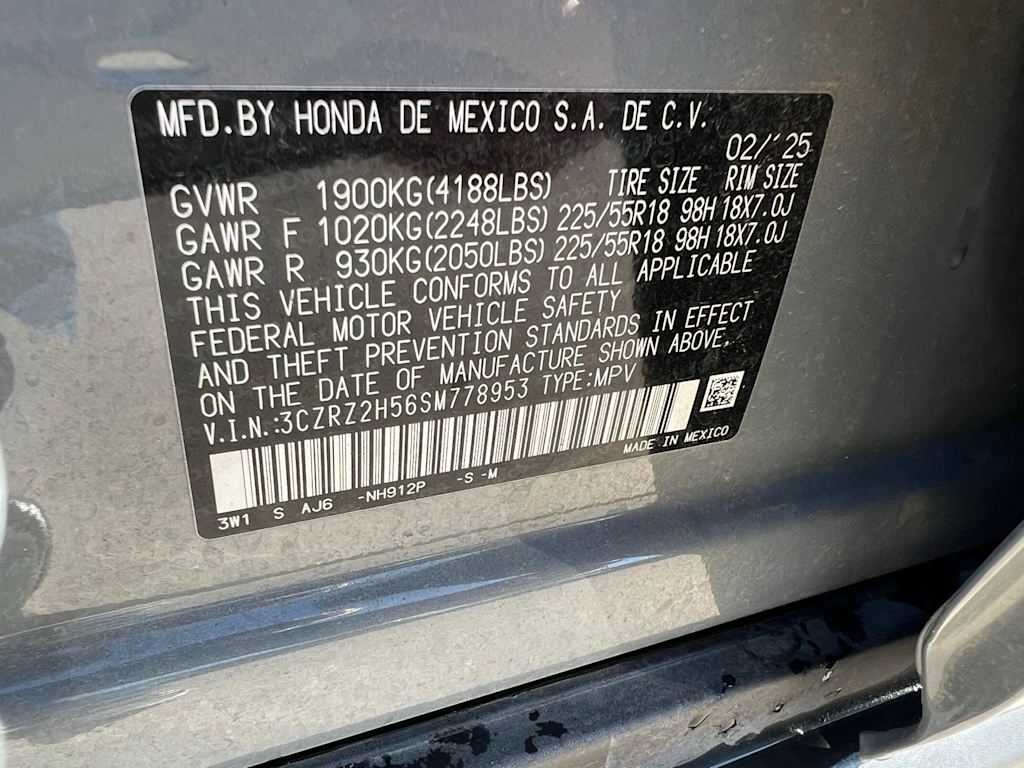 MFD.BY HONDA DE MEXICO S.A. DE C.V.
02/'25
GVWR 1900KG(4188LBS) TIRE SIZE RIM SIZE
GAWR F 1020KG(2248LBS) 225/55R18 98H 18X7.0J
GAWR R 930KG(2050LBS) 225/55R18 98H 18X7.0J
THIS VEHICLE CONFORMS TO ALL APPLICABLE
FEDERAL MOTOR VEHICLE SAFETY
AND THEFT PREVENTION STANDARDS IN EFFECT
ON THE DATE OF MANUFACTURE SHOWN ABOVE.
V.I.N.:3CZRZ2H56SM778953 TYPE:MPV
MADE IN MEXICO
3W1 S AJ6 -NH912P -S -M